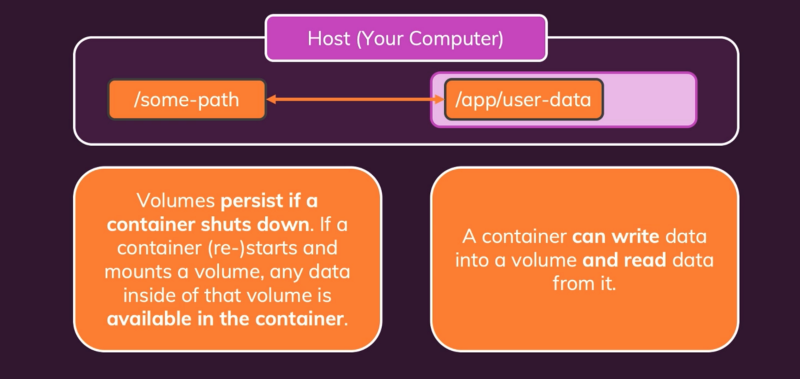 Host (Your Computer)
/some-path
/app/user-data
Volumes persist if a
container shuts down. If a
container (re-)starts and
mounts a volume, any data
inside of that volume is
available in the container.
A container can write data
into a volume and read data
from it.